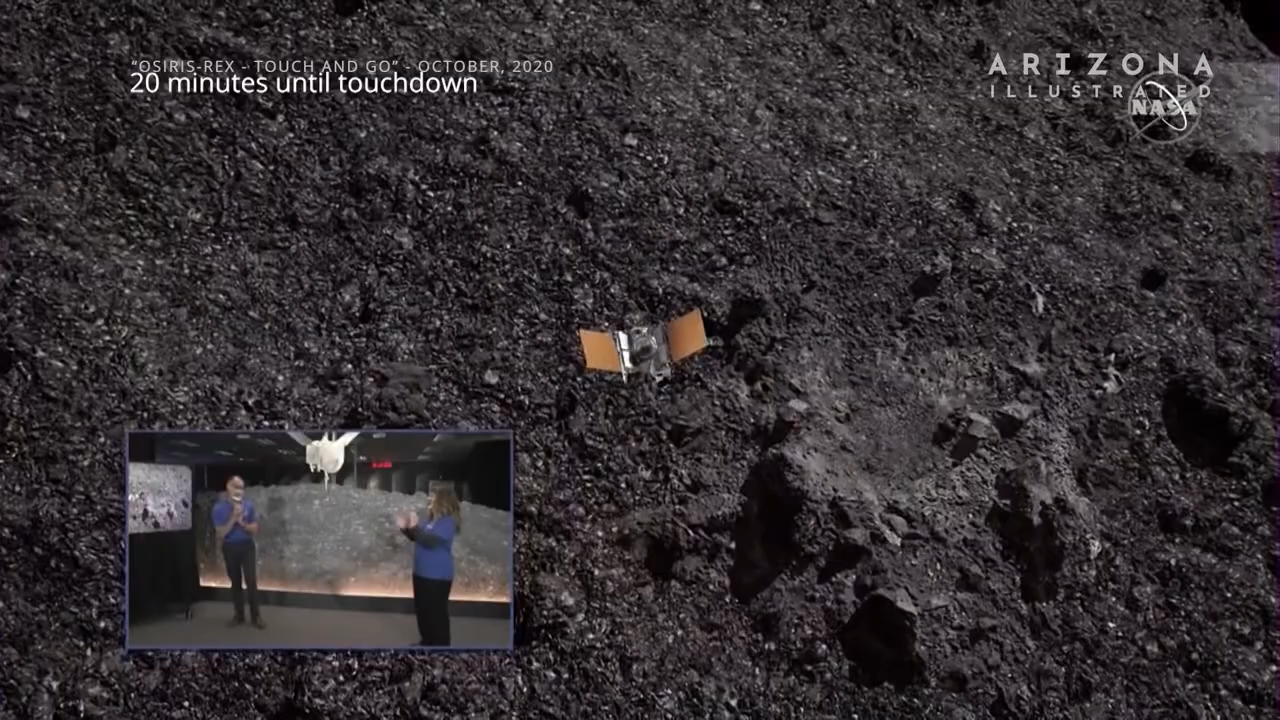 “OSIRIS-REX - TOUCH AND GO” - OCTOBER, 2020
20 minutes until touchdown
ARIZONA
ILLUSTRATED
NASA